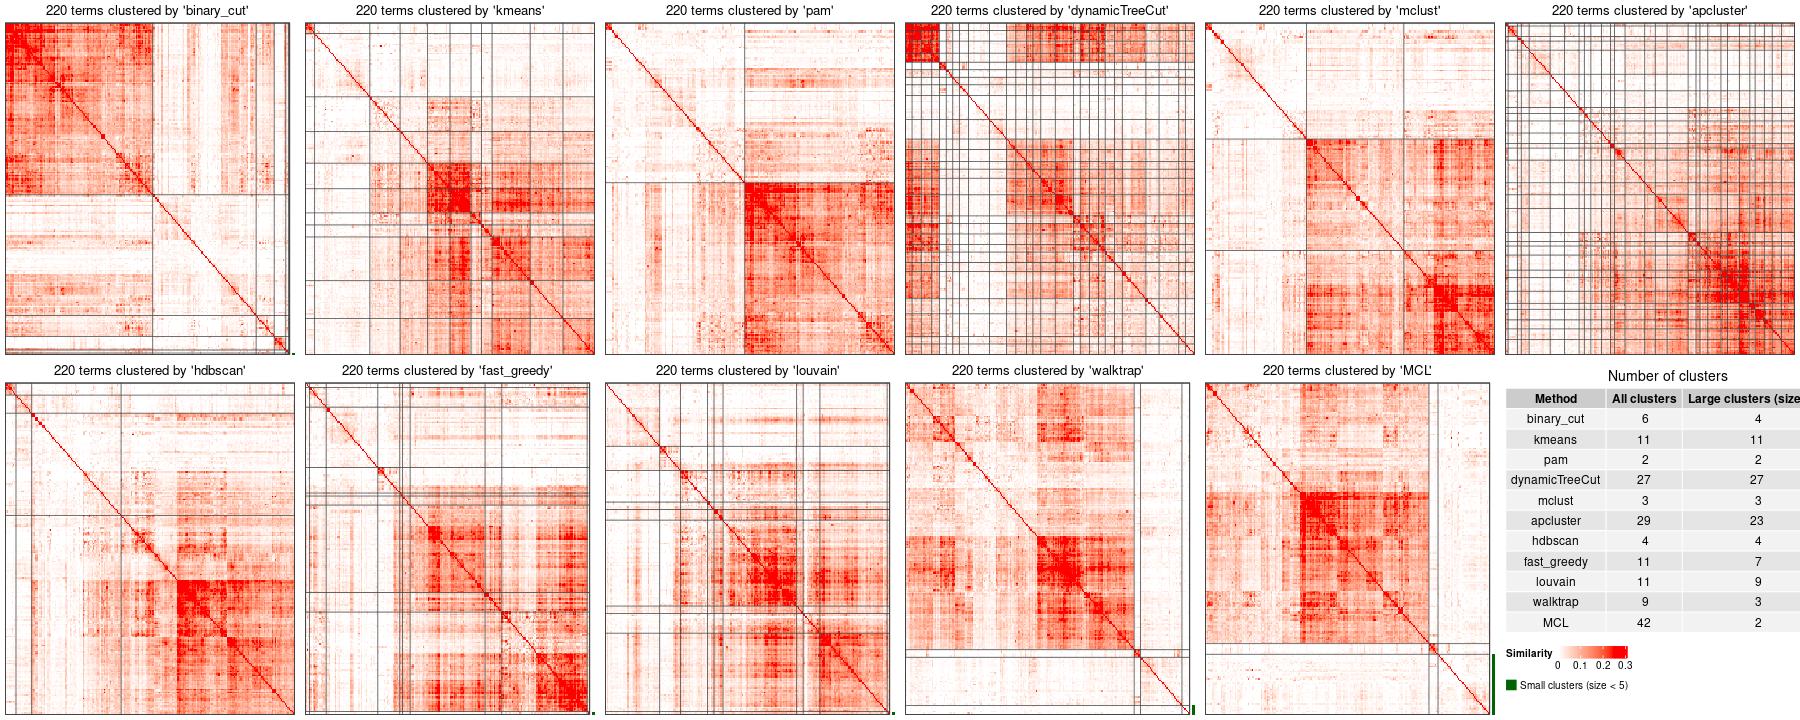 220 terms clustered by 'binary_cut'
220 terms clustered by 'kmeans'
220 terms clustered by 'pam'
220 terms clustered by 'dynamicTreeCut'
220 terms clustered by 'mclust'
220 terms clustered by 'apcluster'
220 terms clustered by 'hdbscan'
220 terms clustered by 'fast_greedy'
220 terms clustered by 'louvain'
220 terms clustered by 'walktrap'
220 terms clustered by 'MCL'
Number of clusters
Method All clusters Large clusters (size
binary_cut 6 4
kmeans 11 11
pam 2 2
dynamicTreeCut 27 27
mclust 3 3
apcluster 29 23
hdbscan 4 4
fast_greedy 11 7
louvain 11 9
walktrap 9 3
MCL 42 2
Similarity
0 0.1 0.2 0.3
Small clusters (size < 5)